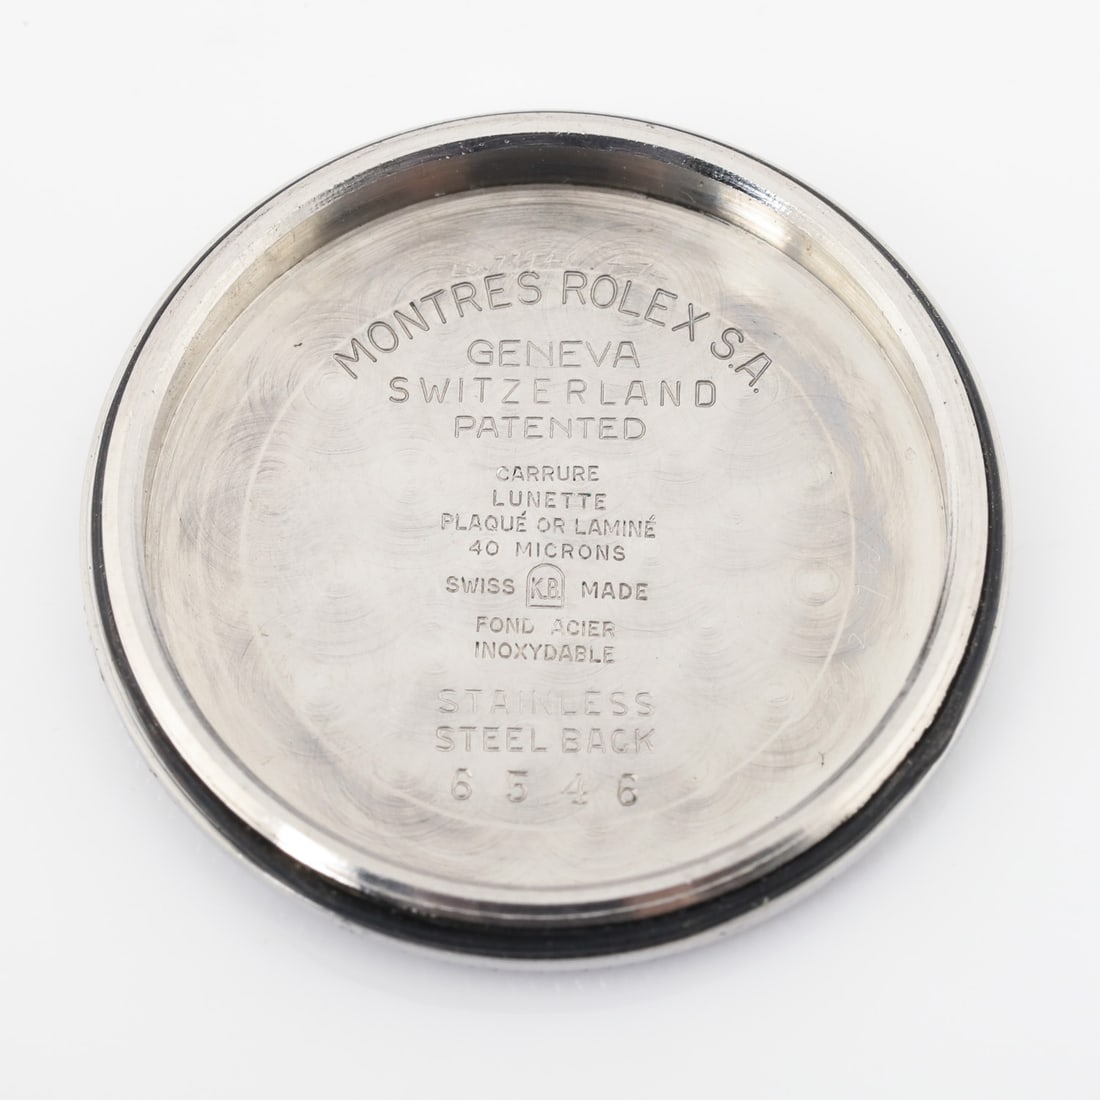 MONTRES ROLEX S.A.
GENEVA
SWITZERLAND
PATENTED
CARRURE
LUNETTE
PLAQUÉ OR LAMINÉ
40 MICRONS
SWISS K.B. MADE
FOND ACIER
INOXYDABLE
STAINLESS
STEEL BACK
6546